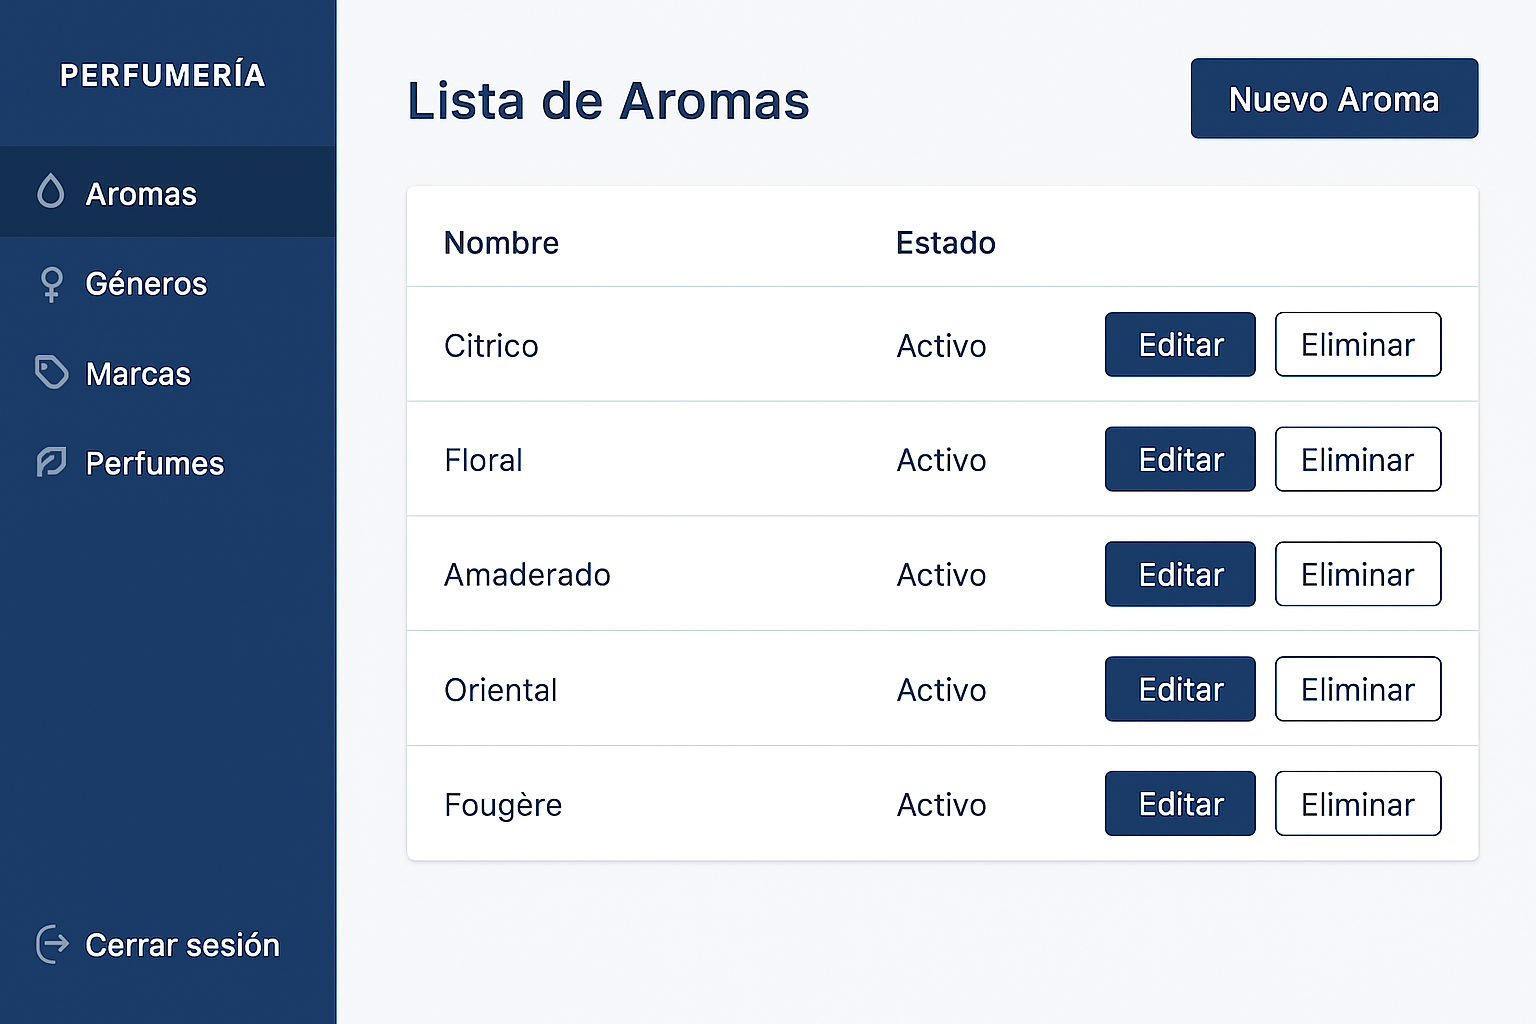 PERFUMERÍA
Aromas
Géneros
Marcas
Perfumes
Cerrar sesión
Lista de Aromas
Nuevo Aroma
Nombre Estado
Citrico Activo Editar Eliminar
Floral Activo Editar Eliminar
Amaderado Activo Editar Eliminar
Oriental Activo Editar Eliminar
Fougère Activo Editar Eliminar